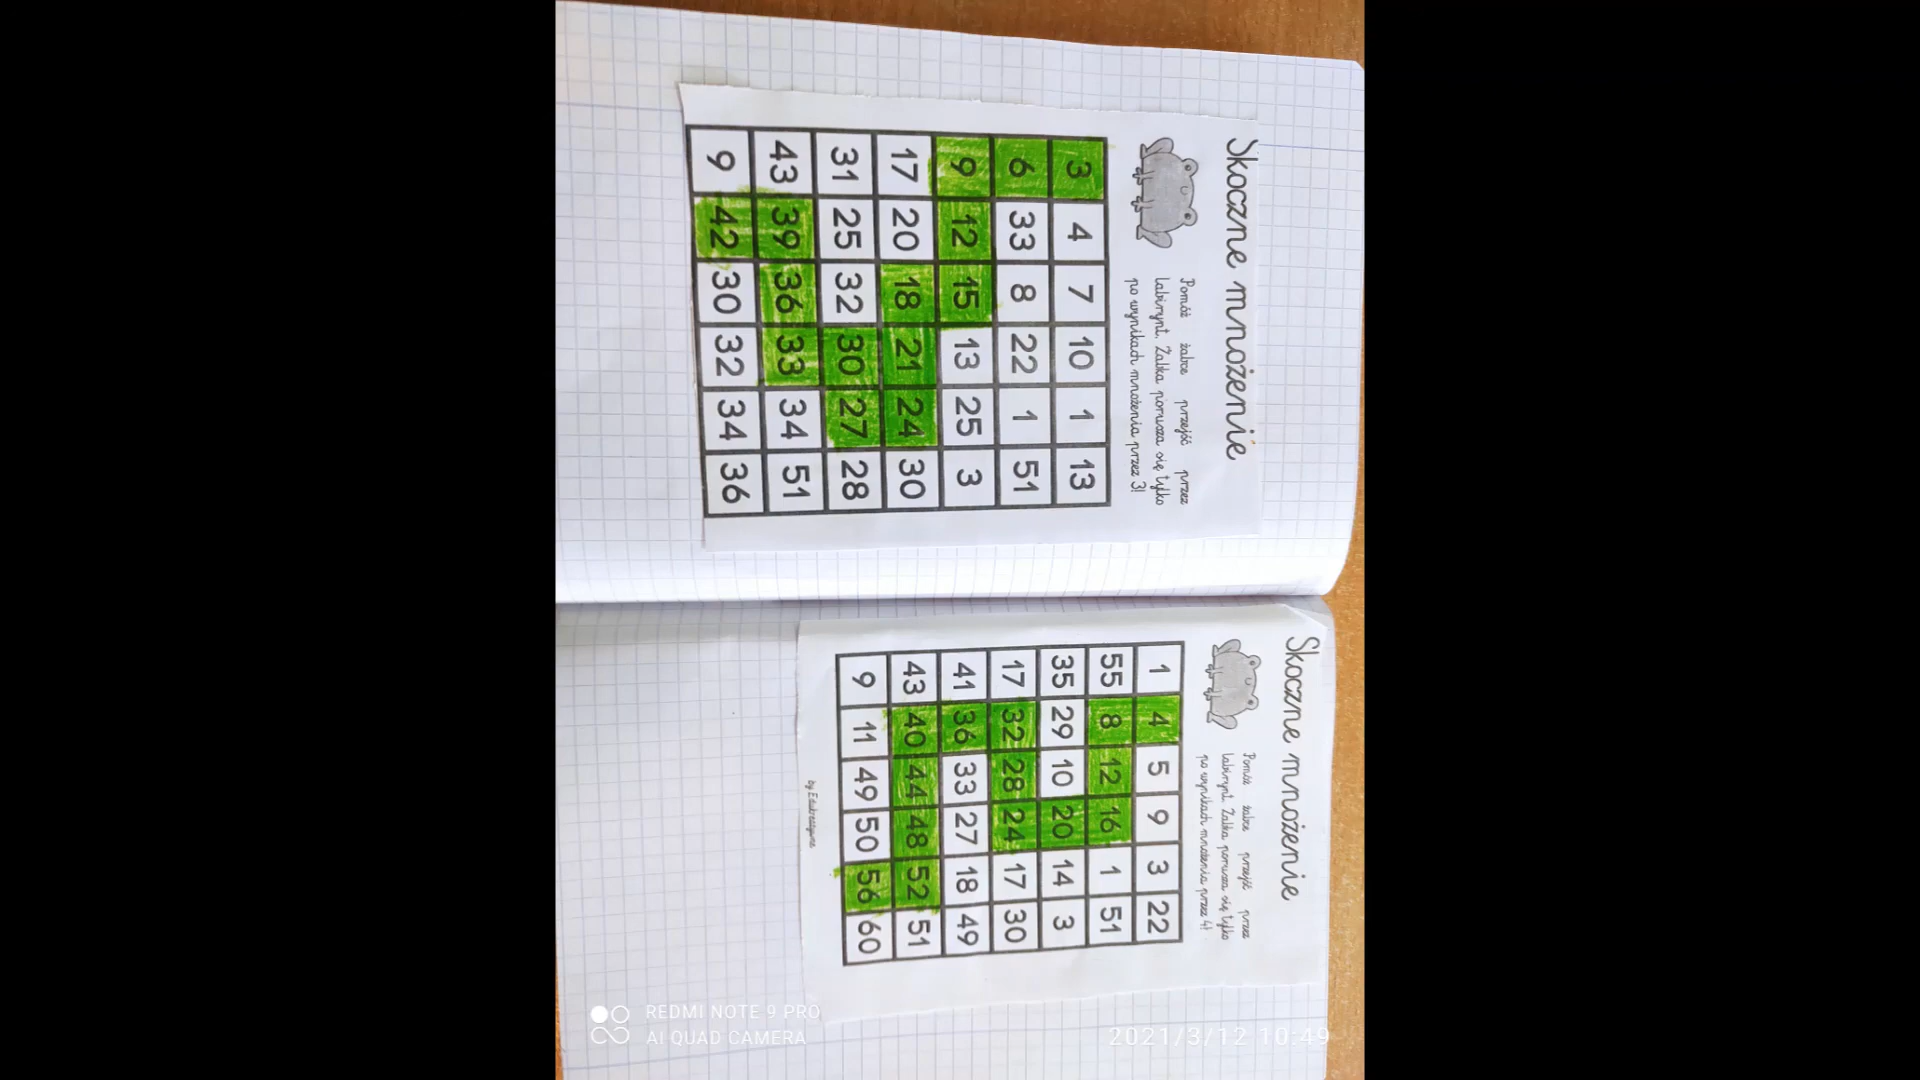 Skoczne mnożenie
Pomóż żabce przejść przez
labirynt. Żabka porusza się tylko
po wynikach mnożenia przez 3!
3 4 7 10 1 13
6 33 8 22 1 51
9 12 15 13 25 3
17 20 18 21 24 30
31 25 32 30 27 28
43 39 36 33 34 51
9 42 30 32 34 36
Skoczne mnożenie
Pomóż żabce przejść przez
labirynt. Żabka porusza się tylko
po wynikach mnożenia przez 4!
1 4 5 9 3 22
55 8 12 16 1 51
35 29 10 20 14 3
17 32 28 24 17 30
41 36 33 27 18 49
43 40 44 48 52 51
9 11 49 50 56 60
by Edukreatywne
REDMI NOTE 9 PRO
AI QUAD CAMERA
2021/3/12 10:49